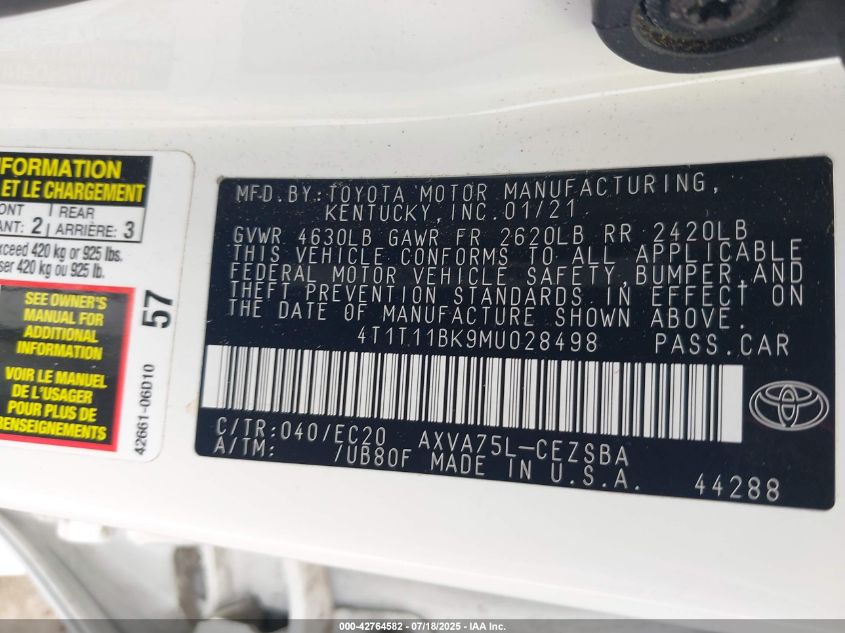 NFORMATION
ET LE CHARGEMENT
ONT
ANT: 2
REAR
ARRIÈRE: 3
xceed 420 kg or 925 lbs.
ser 420 kg ou 925 lb.
SEE OWNER'S
MANUAL FOR
ADDITIONAL
INFORMATION
VOIR LE MANUEL
DE L'USAGER
POUR PLUS DE
RENSEIGNEMENTS
57
42661-06D10
MFD.BY:TOYOTA MOTOR MANUFACTURING,
KENTUCKY,INC.01/21
GVWR 4630LB GAWR FR 2620LB RR 2420LB
THIS VEHICLE CONFORMS TO ALL APPLICABLE
FEDERAL MOTOR VEHICLE SAFETY,BUMPER,AND
THEFT PREVENTION STANDARDS IN EFFECT ON
THE DATE OF MANUFACTURE SHOWN ABOVE.
4T1T11BK9MU028498 PASS.CAR
C/TR:040/EC20 AXVA75L-CEZSBA
A/TM: /UB80F MADE IN U.S.A.
44288
000-42764582 - 07/18/2025 - IAA VEHICLES